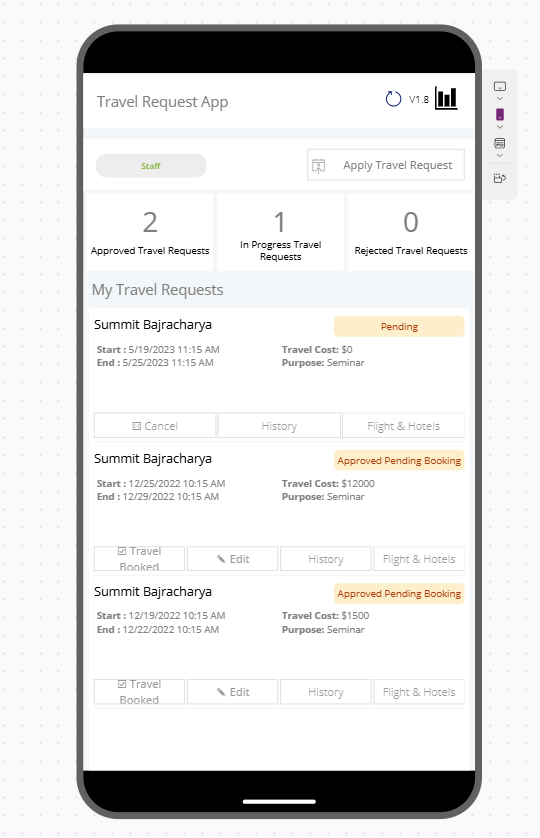 Travel Request App
V1.8
Staff
Apply Travel Request
2
1
0
Approved Travel Requests
In Progress Travel
Requests
Rejected Travel Requests
My Travel Requests
Summit Bajracharya
Pending
Start : 5/19/2023 11:15 AM
Travel Cost: $0
End : 5/25/2023 11:15 AM
Purpose: Seminar
Cancel
History
Flight & Hotels
Summit Bajracharya
Approved Pending Booking
Start : 12/25/2022 10:15 AM
Travel Cost: $12000
End : 12/29/2022 10:15 AM
Purpose: Seminar
Travel
Booked
Edit
History
Flight & Hotels
Summit Bajracharya
Approved Pending Booking
Start : 12/19/2022 10:15 AM
Travel Cost: $1500
End : 12/22/2022 10:15 AM
Purpose: Seminar
Travel
Booked
Edit
History
Flight & Hotels